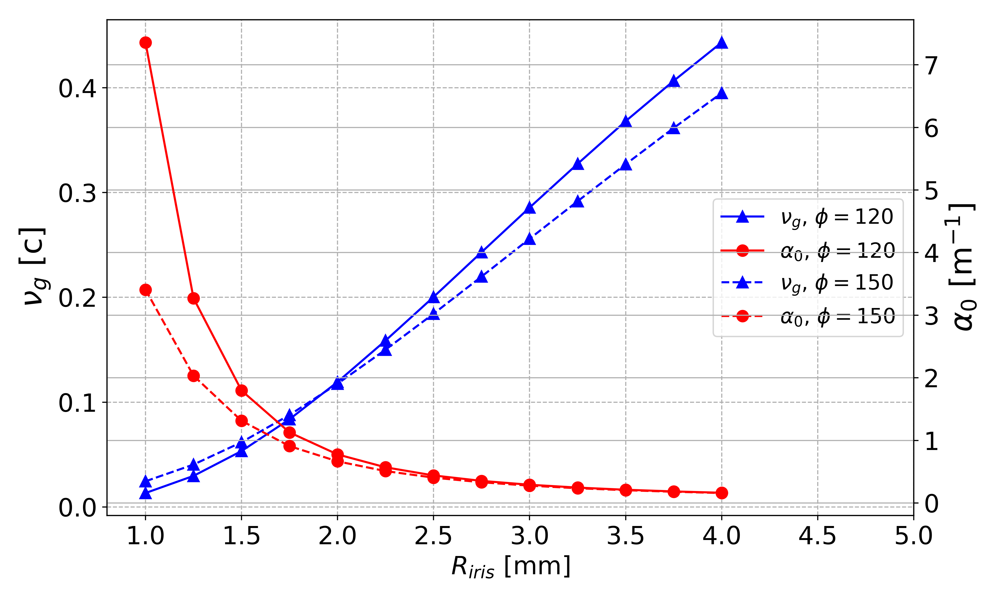 0.4
0.3
0.2
0.1
0.0
ν_g [c]
7
6
5
4
3
2
1
0
α_0 [m^{-1}]
ν_g, ϕ = 120
α_0, ϕ = 120
ν_g, ϕ = 150
α_0, ϕ = 150
1.0 1.5 2.0 2.5 3.0 3.5 4.0 4.5 5.0
R_{iris} [mm]